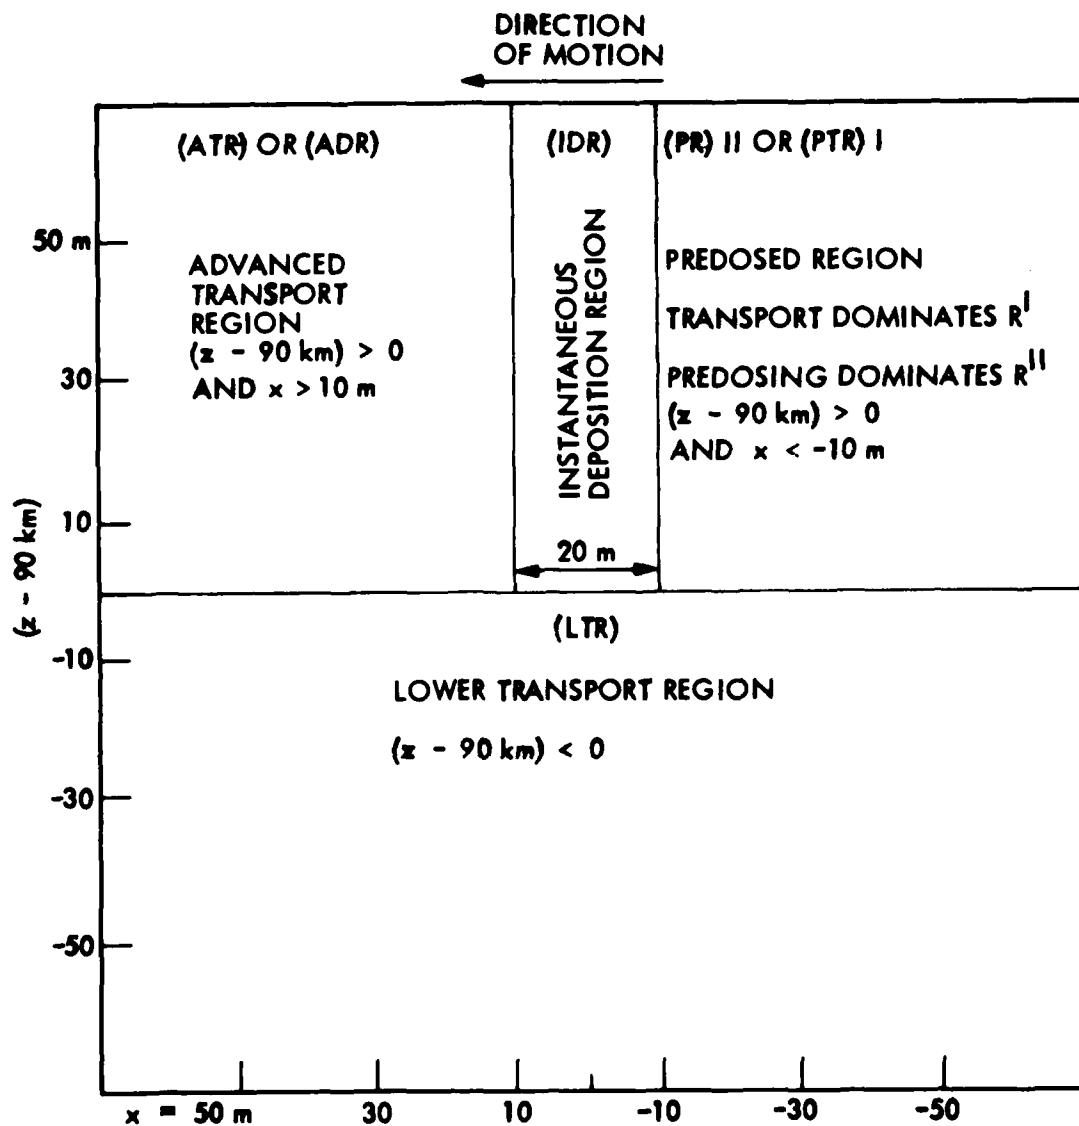 DIRECTION
OF MOTION
(ATR) OR (ADR)
(IDR)
(PR) II OR (PTR) I
50 m
30
10
-10
-30
-50
(z - 90 km)
ADVANCED
TRANSPORT
REGION
(z - 90 km) > 0
AND x > 10 m
INSTANTANEOUS
DEPOSITION REGION
20 m
PREDOSED REGION
TRANSPORT DOMINATES R^I
PREDOSING DOMINATES R^II
(z - 90 km) > 0
AND x < -10 m
(LTR)
LOWER TRANSPORT REGION
(z - 90 km) < 0
x = 50 m 30 10 -10 -30 -50